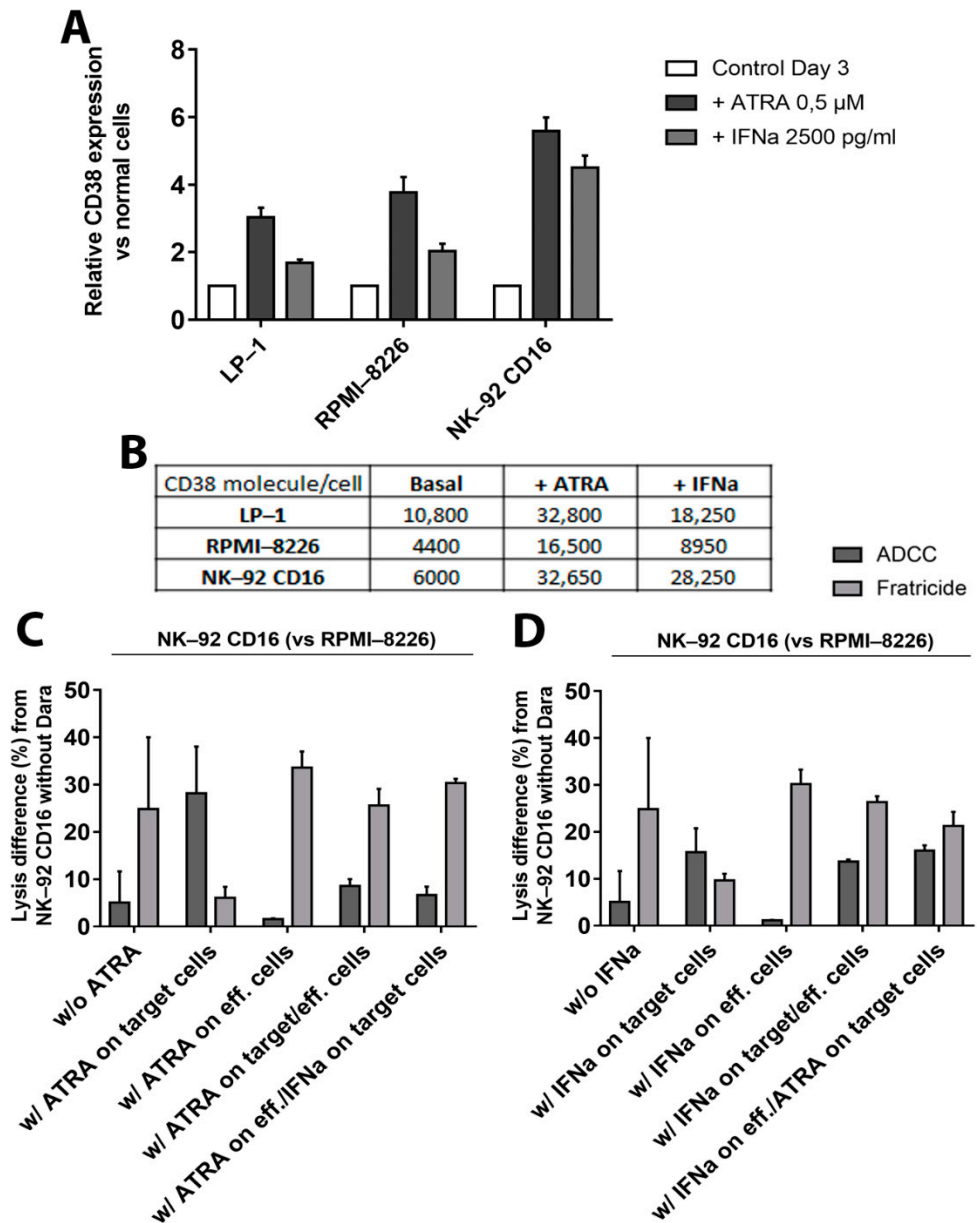 A
8
6
4
2
0
Relative CD38 expression
vs normal cells
LP–1
RPMI–8226
NK–92 CD16
Control Day 3
+ ATRA 0,5 µM
+ IFNa 2500 pg/ml
B
CD38 molecule/cell Basal + ATRA + IFNa
LP–1 10,800 32,800 18,250
RPMI–8226 4400 16,500 8950
NK–92 CD16 6000 32,650 28,250
ADCC
Fratricide
C
NK–92 CD16 (vs RPMI–8226)
50
40
30
20
10
0
Lysis difference (%) from
NK–92 CD16 without Dara
w/o ATRA
w/ ATRA on target cells
w/ ATRA on eff. cells
w/ ATRA on target/eff. cells
w/ ATRA on eff./IFNa on target cells
D
NK–92 CD16 (vs RPMI–8226)
50
40
30
20
10
0
Lysis difference (%) from
NK–92 CD16 without Dara
w/o IFNa
w/ IFNa on target cells
w/ IFNa on eff. cells
w/ IFNa on target/eff. cells
w/ IFNa on eff./ATRA on target cells